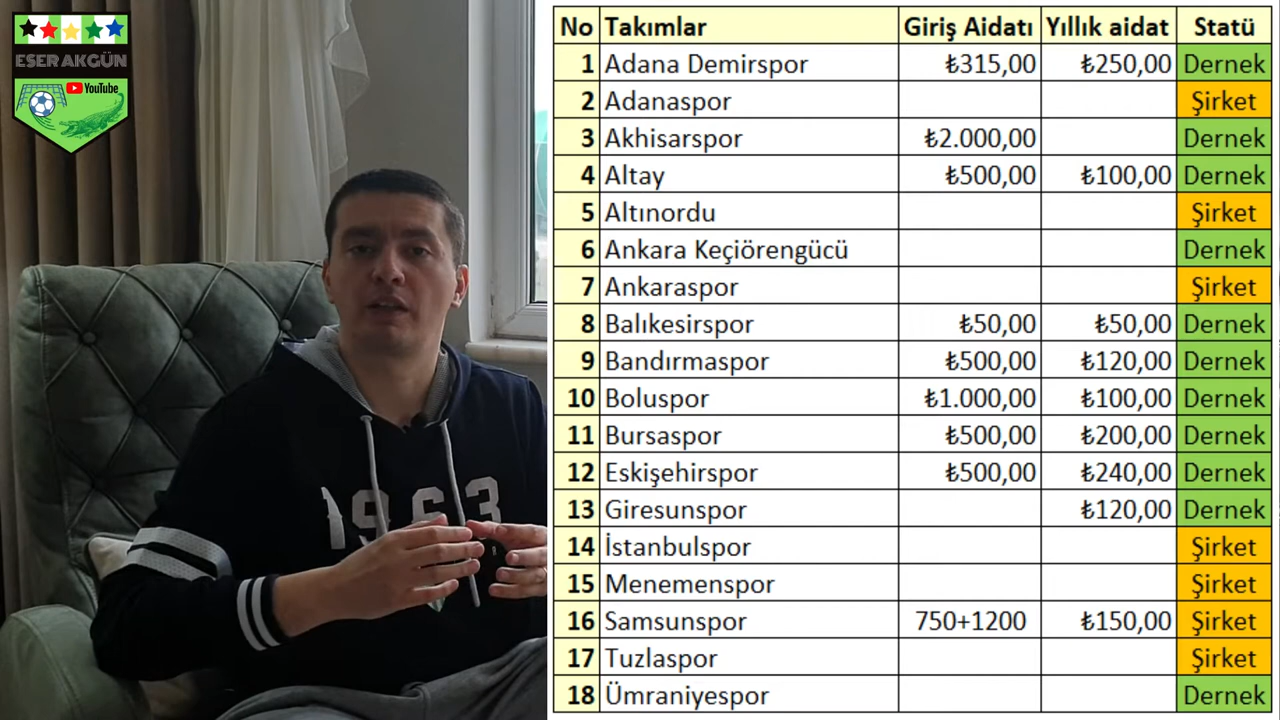 ESER AKGÜN
YouTube
1963
No Takımlar Giriş Aidatı Yıllık aidat Statü
1 Adana Demirspor ₺315,00 ₺250,00 Dernek
2 Adanaspor Şirket
3 Akhisarspor ₺2.000,00 Dernek
4 Altay ₺500,00 ₺100,00 Dernek
5 Altınordu Şirket
6 Ankara Keçiörengücü Dernek
7 Ankaraspor Şirket
8 Balıkesirspor ₺50,00 ₺50,00 Dernek
9 Bandırmaspor ₺500,00 ₺120,00 Dernek
10 Boluspor ₺1.000,00 ₺100,00 Dernek
11 Bursaspor ₺500,00 ₺200,00 Dernek
12 Eskişehirspor ₺500,00 ₺240,00 Dernek
13 Giresunspor ₺120,00 Dernek
14 İstanbulspor Şirket
15 Menemenspor Şirket
16 Samsunspor 750+1200 ₺150,00 Şirket
17 Tuzlaspor Şirket
18 Ümraniyespor Dernek